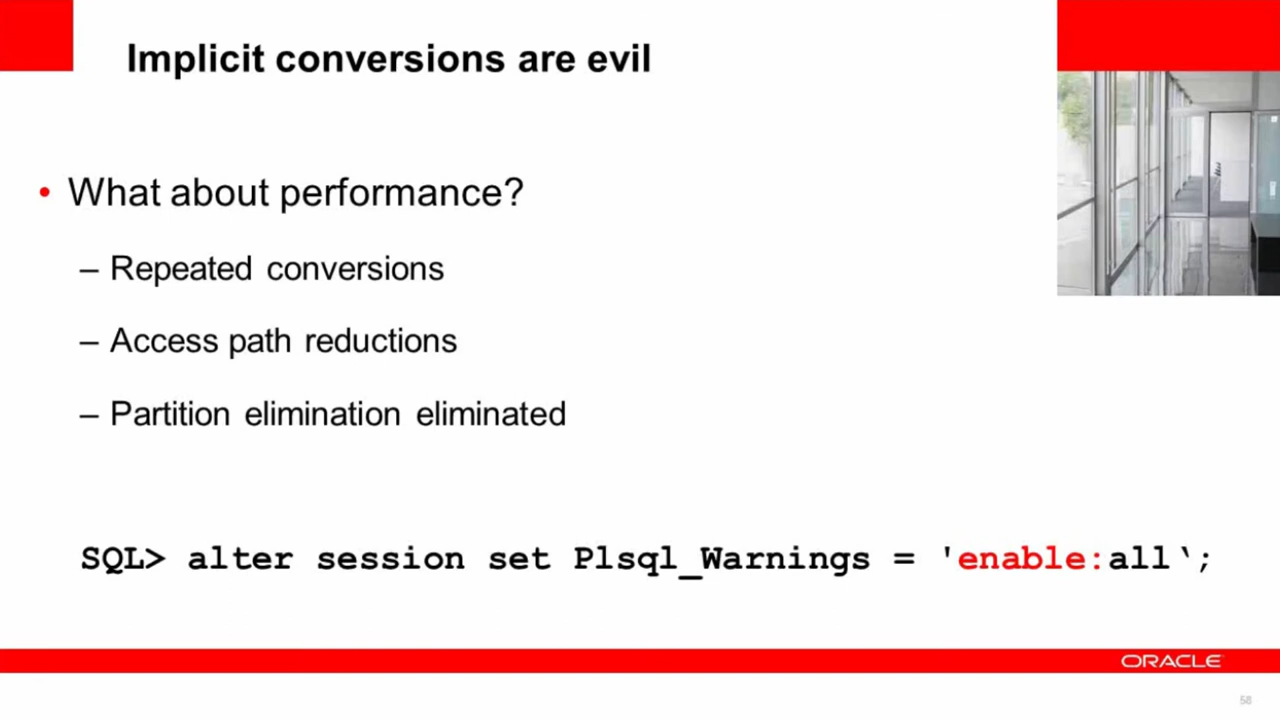 Implicit conversions are evil
• What about performance?
– Repeated conversions
– Access path reductions
– Partition elimination eliminated
SQL> alter session set Plsql_Warnings = 'enable:all‘;
ORACLE
58